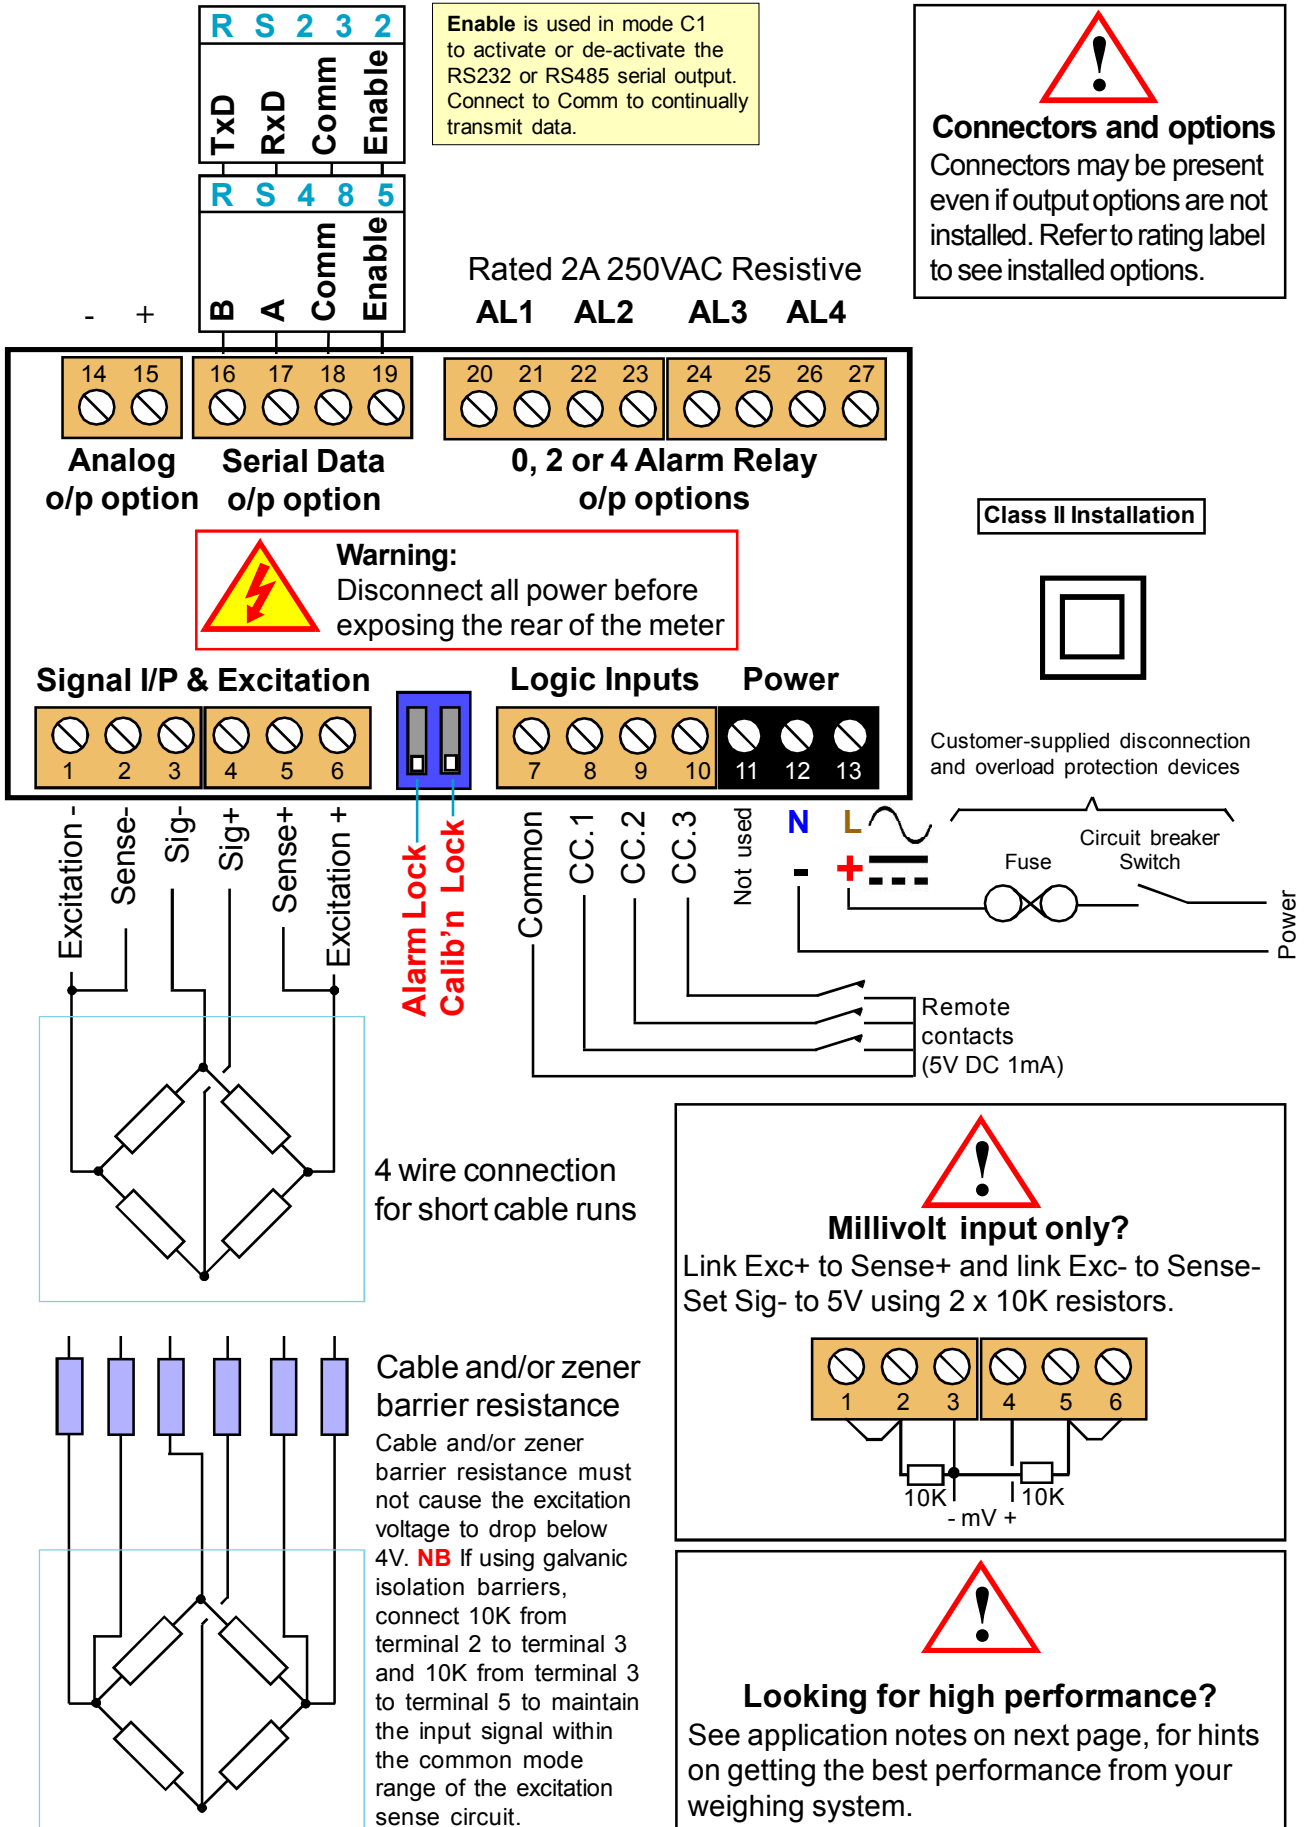 R S 2 3 2
TxD
RxD
Comm
Enable
R S 4 8 5
B
A
Comm
Enable
Enable is used in mode C1
to activate or de-activate the
RS232 or RS485 serial output.
Connect to Comm to continually
transmit data.
Connectors and options
Connectors may be present
even if output options are not
installed. Refer to rating label
to see installed options.
Rated 2A 250VAC Resistive
- + AL1 AL2 AL3 AL4
14 15 16 17 18 19 20 21 22 23 24 25 26 27
Analog
o/p option
Serial Data
o/p option
0, 2 or 4 Alarm Relay
o/p options
Class II Installation
Warning:
Disconnect all power before
exposing the rear of the meter
Signal I/P & Excitation
Logic Inputs
Power
1 2 3 4 5 6
7 8 9 10 11 12 13
Excitation -
Sense-
Sig-
Sig+
Sense+
Excitation +
Alarm Lock
Calib'n Lock
Common
CC.1
CC.2
CC.3
Not used
N L
- +
Customer-supplied disconnection
and overload protection devices
Fuse
Circuit breaker
Switch
Power
Remote
contacts
(5V DC 1mA)
4 wire connection
for short cable runs
Millivolt input only?
Link Exc+ to Sense+ and link Exc- to Sense-
Set Sig- to 5V using 2 x 10K resistors.
1 2 3 4 5 6
10K 10K
- mV +
Cable and/or zener
barrier resistance
Cable and/or zener
barrier resistance must
not cause the excitation
voltage to drop below
4V. NB If using galvanic
isolation barriers,
connect 10K from
terminal 2 to terminal 3
and 10K from terminal 3
to terminal 5 to maintain
the input signal within
the common mode
range of the excitation
sense circuit.
Looking for high performance?
See application notes on next page, for hints
on getting the best performance from your
weighing system.